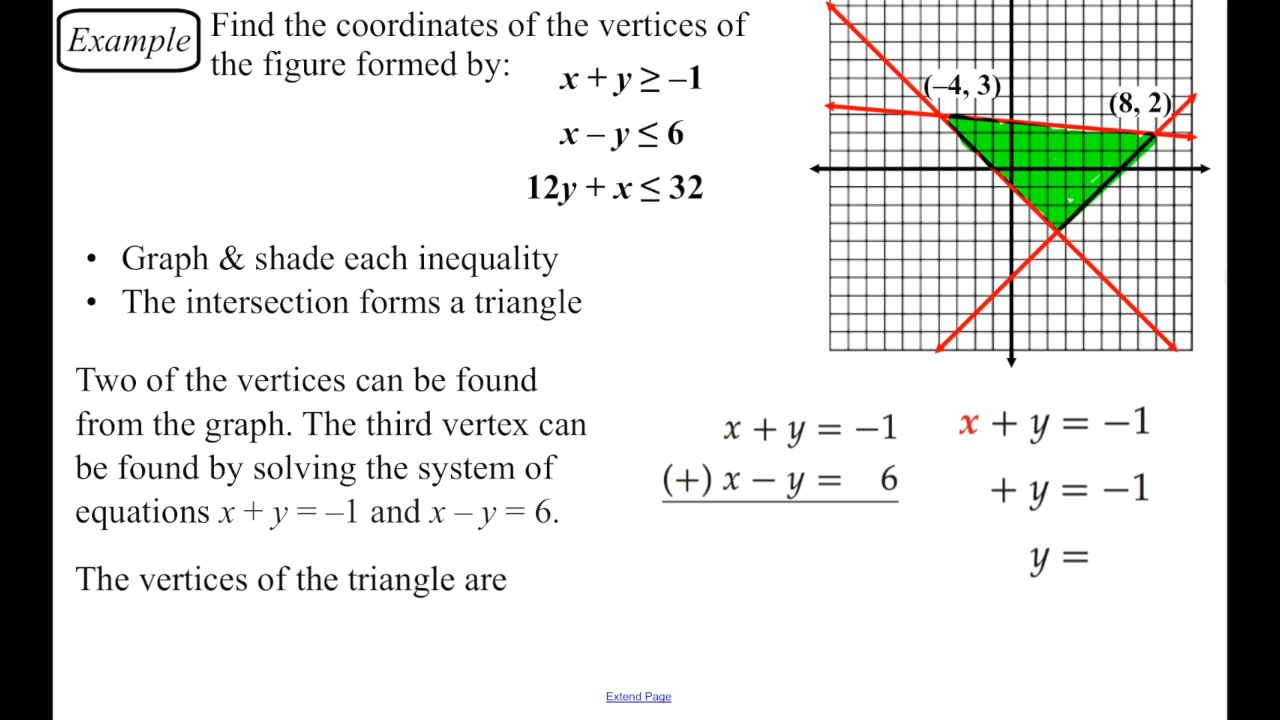 Example
Find the coordinates of the vertices of
the figure formed by:
x + y ≥ –1
x – y ≤ 6
12y + x ≤ 32
(–4, 3)
(8, 2)
• Graph & shade each inequality
• The intersection forms a triangle
Two of the vertices can be found
from the graph. The third vertex can
be found by solving the system of
equations x + y = –1 and x – y = 6.
The vertices of the triangle are
x + y = −1
(+) x − y = 6
x + y = −1
+ y = −1
y =
Extend Page